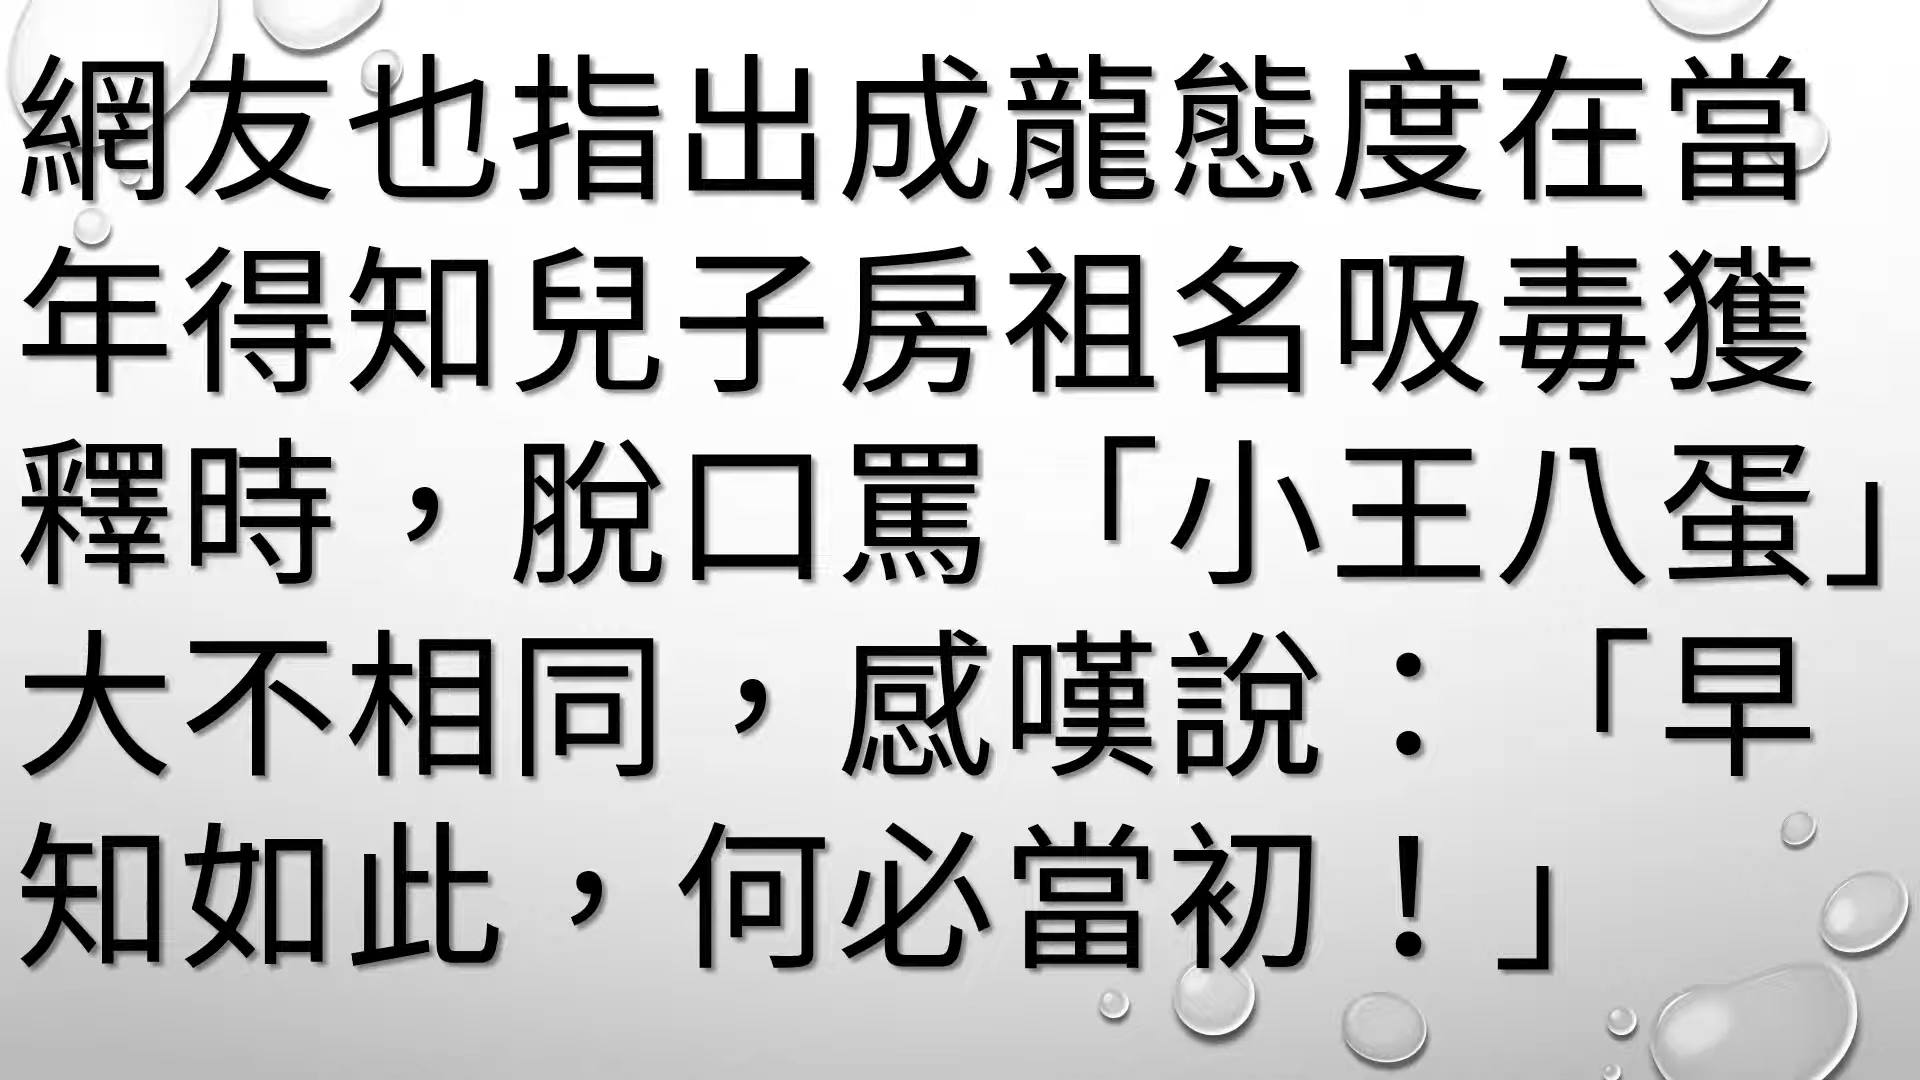 網友也指出成龍態度在當
年得知兒子房祖名吸毒獲
釋時，脫口罵「小王八蛋」
大不相同，感嘆說：「早
知如此，何必當初！」